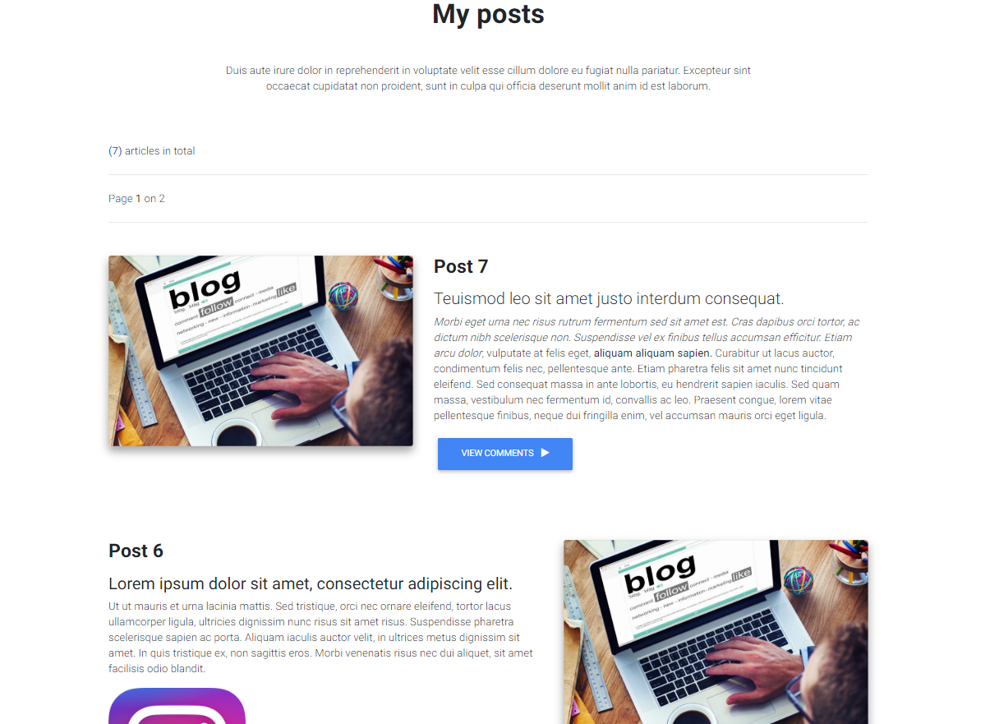 My posts
Duis aute irure dolor in reprehenderit in voluptate velit esse cillum dolore eu fugiat nulla pariatur. Excepteur sint
occaecat cupidatat non proident, sunt in culpa qui officia deserunt mollit anim id est laborum.
(7) articles in total
Page 1 on 2
blog
blog, blåg
comment follow connect - media like
networking - new - information - marketing
Post 7
Teuismod leo sit amet justo interdum consequat.
Morbi eget urna nec risus rutrum fermentum sed sit amet est. Cras dapibus orci tortor, ac
dictum nibh scelerisque non. Suspendisse vel ex finibus tellus accumsan efficitur. Etiam
arcu dolor, vulputate at felis eget, aliquam aliquam sapien. Curabitur ut lacus auctor,
condimentum felis nec, pellentesque ante. Etiam pharetra felis sit amet nunc tincidunt
eleifend. Sed consequat massa in ante lobortis, eu hendrerit sapien iaculis. Sed quam
massa, vestibulum nec fermentum id, convallis ac leo. Praesent congue, lorem vitae
pellentesque finibus, neque dui fringilla enim, vel accumsan mauris orci eget ligula.
VIEW COMMENTS
Post 6
Lorem ipsum dolor sit amet, consectetur adipiscing elit.
Ut ut mauris et urna lacinia mattis. Sed tristique, orci nec ornare eleifend, tortor lacus
ullamcorper ligula, ultricies dignissim nunc risus sit amet risus. Suspendisse pharetra
scelerisque sapien ac porta. Aliquam iaculis auctor velit, in ultrices metus dignissim sit
amet. In quis tristique ex, non sagittis eros. Morbi venenatis risus nec dui aliquet, sit amet
facilisis odio blandit.
blog
blog, blåg
comment follow connect - media like
networking - new - information - marketing